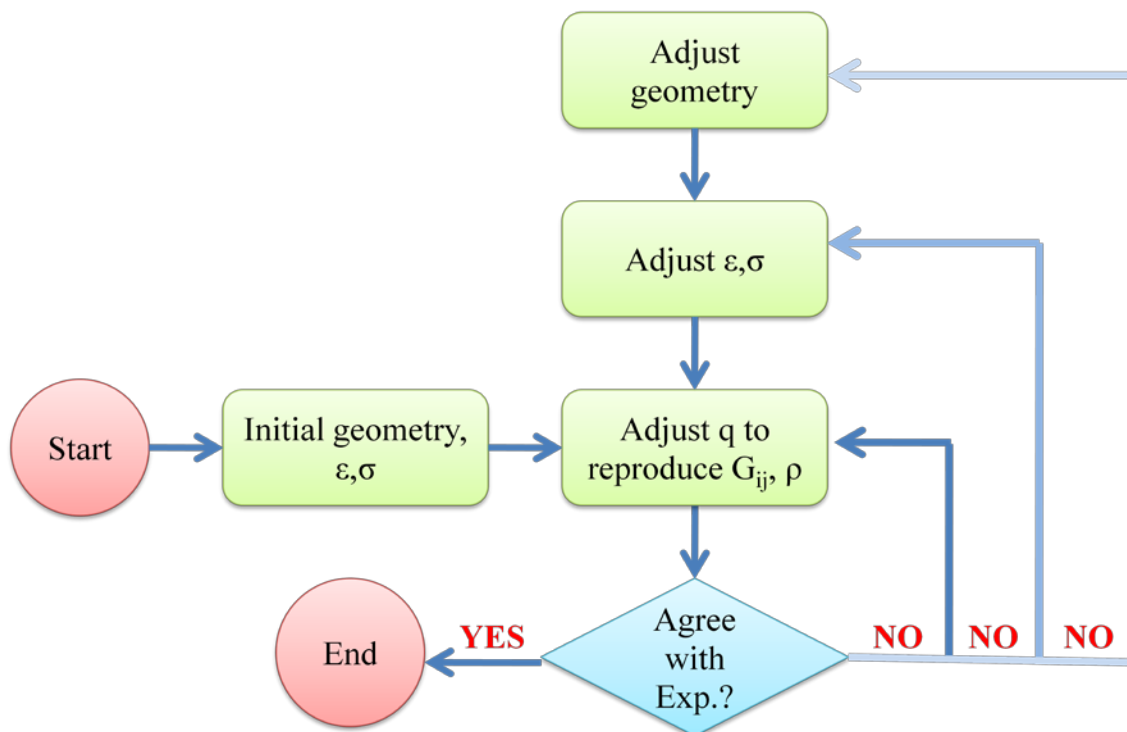 Adjust
geometry
Adjust ε,σ
Start
Initial geometry,
ε,σ
Adjust q to
reproduce Gij, ρ
End
YES
Agree
with
Exp.?
NO
NO
NO